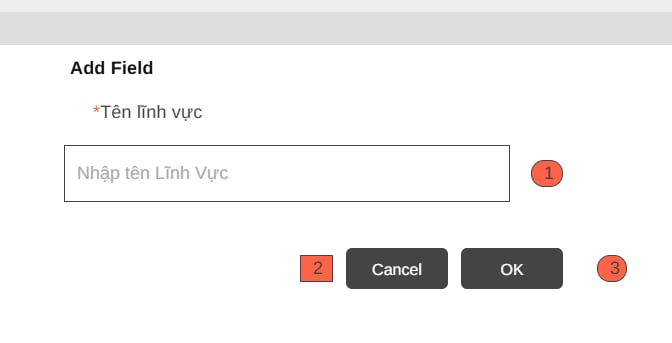 Add Field
*Tên lĩnh vực
Nhập tên Lĩnh Vực 1
2 Cancel OK 3